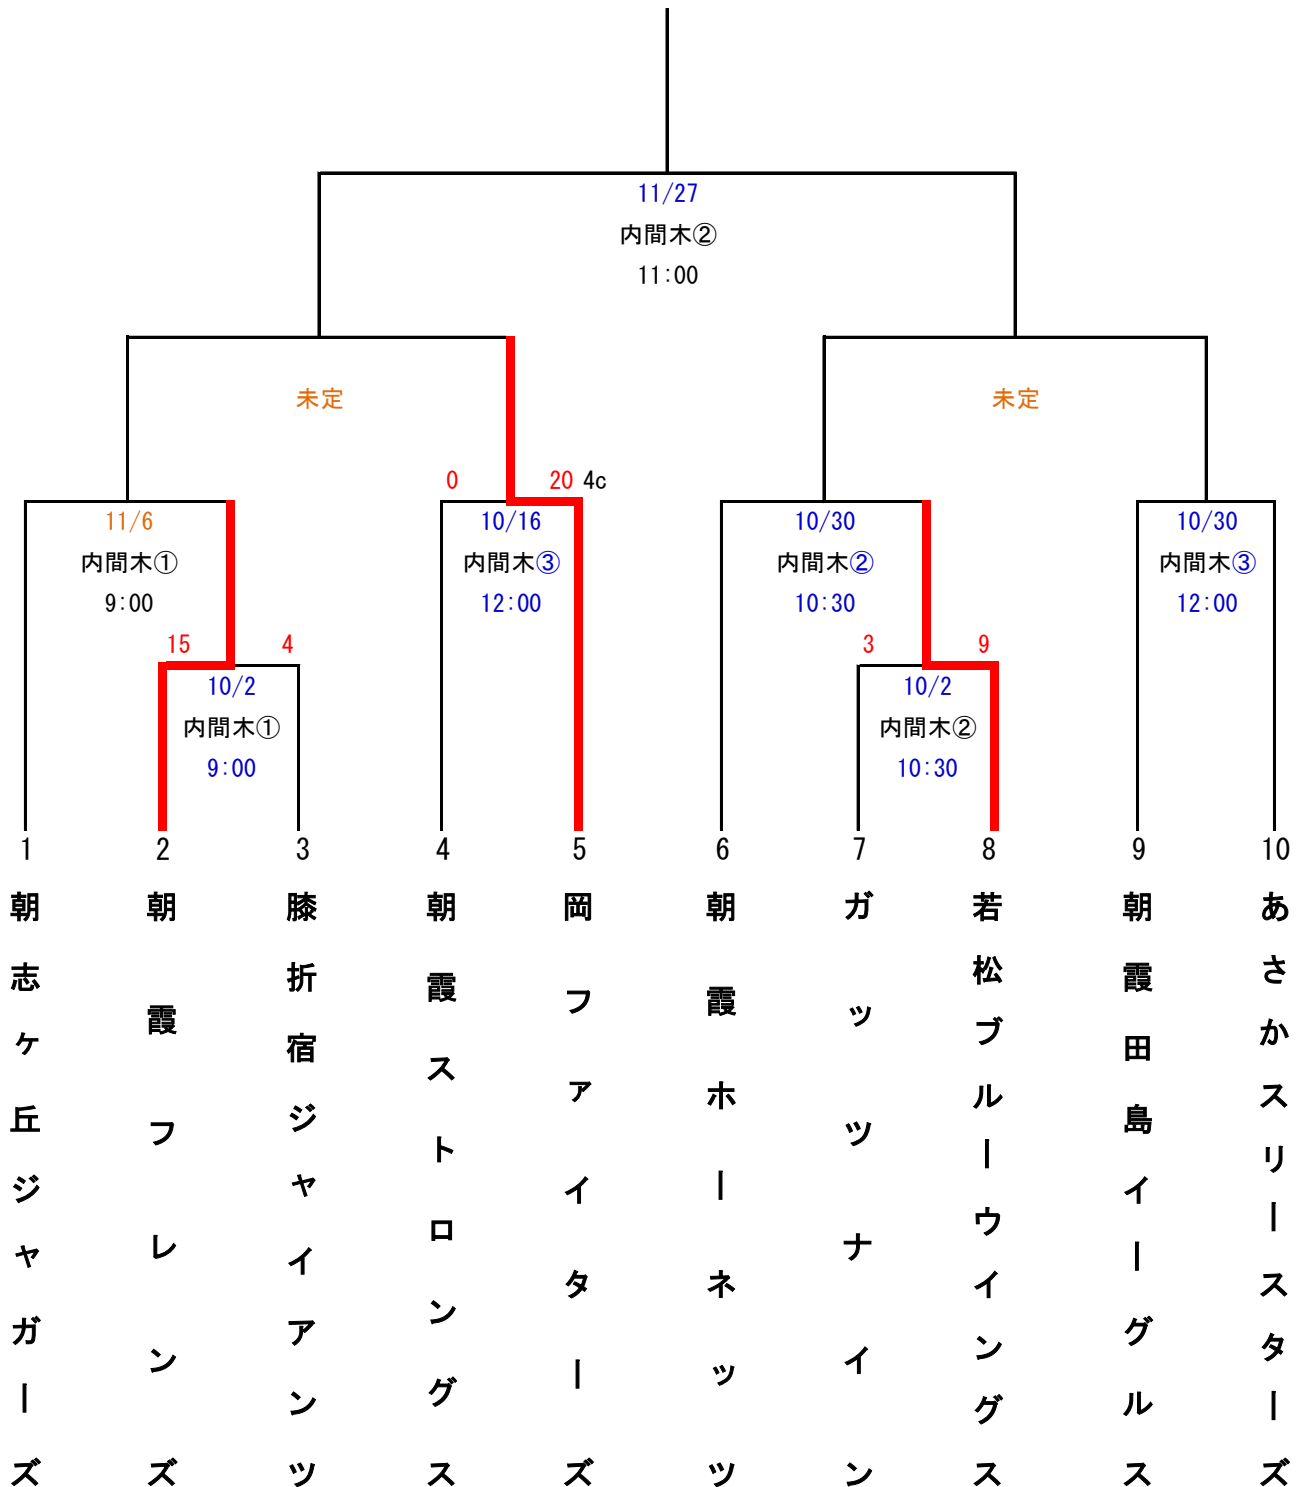 11/27
内間木②
11:00
未定
未定
0 20 4c
11/6
内間木①
9:00
10/16
内間木③
12:00
10/30
内間木②
10:30
10/30
内間木③
12:00
15 4
10/2
内間木①
9:00
3 9
10/2
内間木②
10:30
1 2 3 4 5 6 7 8 9 10
朝志ヶ丘ジャガーズ
朝霞フレンズ
膝折宿ジャイアンツ
朝霞ストロングス
岡ファイターズ
朝霞ホーネッツ
ガッツナイン
若松ブルーウイングス
朝霞田島イーグルス
あさかスリースターズ